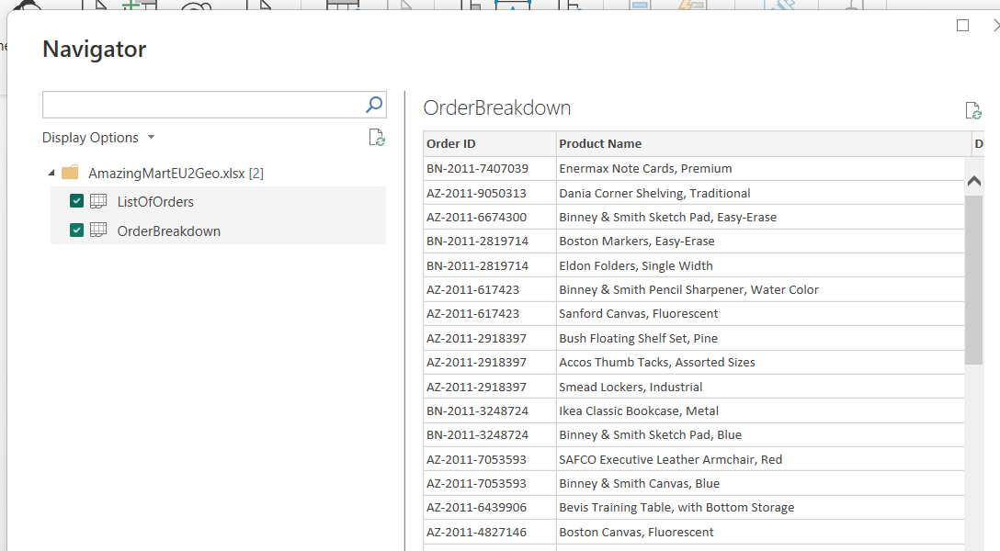 Navigator
Display Options
AmazingMartEU2Geo.xlsx [2]
ListOfOrders
OrderBreakdown
OrderBreakdown
Order ID Product Name D
BN-2011-7407039 Enermax Note Cards, Premium
AZ-2011-9050313 Dania Corner Shelving, Traditional
AZ-2011-6674300 Binney & Smith Sketch Pad, Easy-Erase
BN-2011-2819714 Boston Markers, Easy-Erase
BN-2011-2819714 Eldon Folders, Single Width
AZ-2011-617423 Binney & Smith Pencil Sharpener, Water Color
AZ-2011-617423 Sanford Canvas, Fluorescent
AZ-2011-2918397 Bush Floating Shelf Set, Pine
AZ-2011-2918397 Accos Thumb Tacks, Assorted Sizes
AZ-2011-2918397 Smead Lockers, Industrial
BN-2011-3248724 Ikea Classic Bookcase, Metal
BN-2011-3248724 Binney & Smith Sketch Pad, Blue
AZ-2011-7053593 SAFCO Executive Leather Armchair, Red
AZ-2011-7053593 Binney & Smith Canvas, Blue
AZ-2011-6439906 Bevis Training Table, with Bottom Storage
AZ-2011-4827146 Boston Canvas, Fluorescent